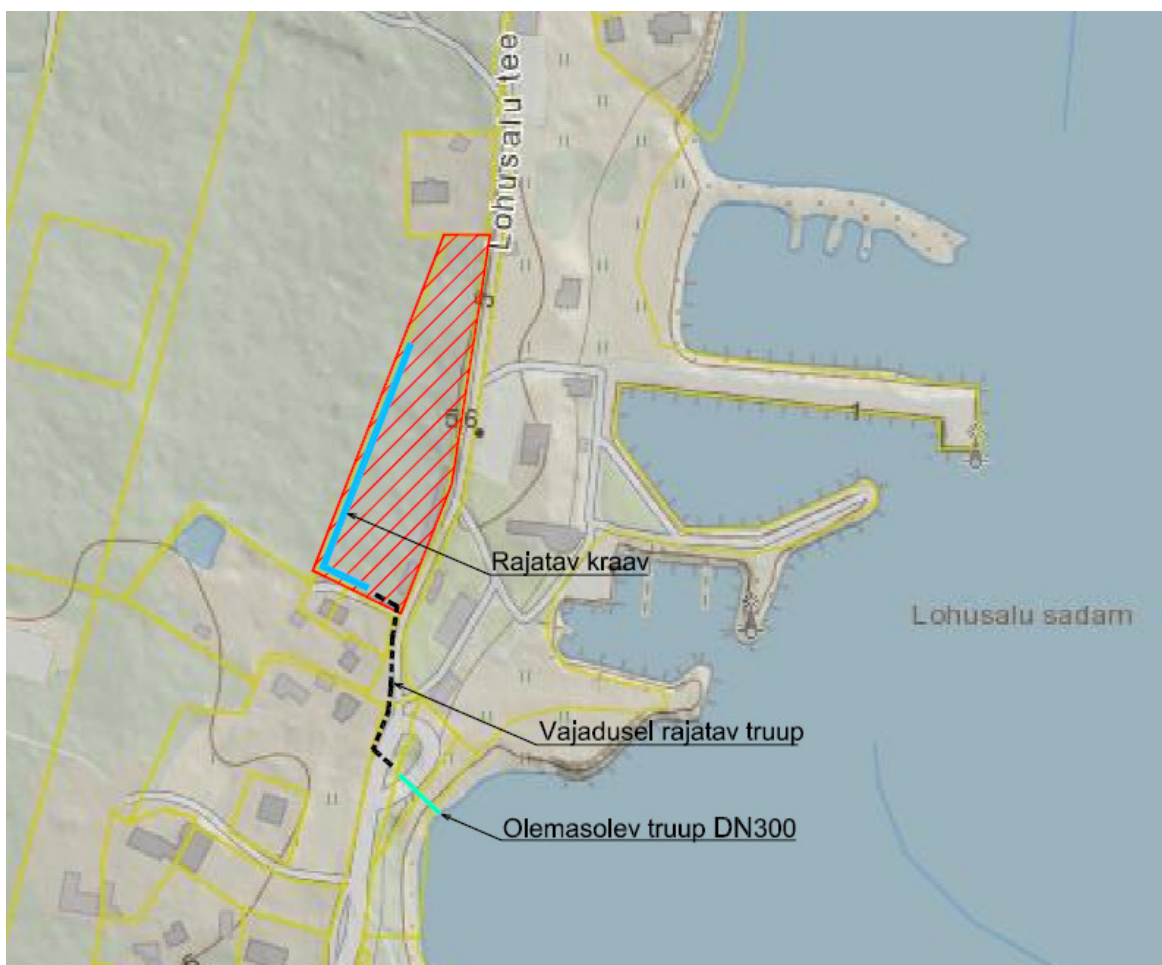 Lohusalu tee
5
5.6
1
Rajatav kraav
Lohusalu sadam
Vajadusel rajatav truup
Olemasolev truup DN300